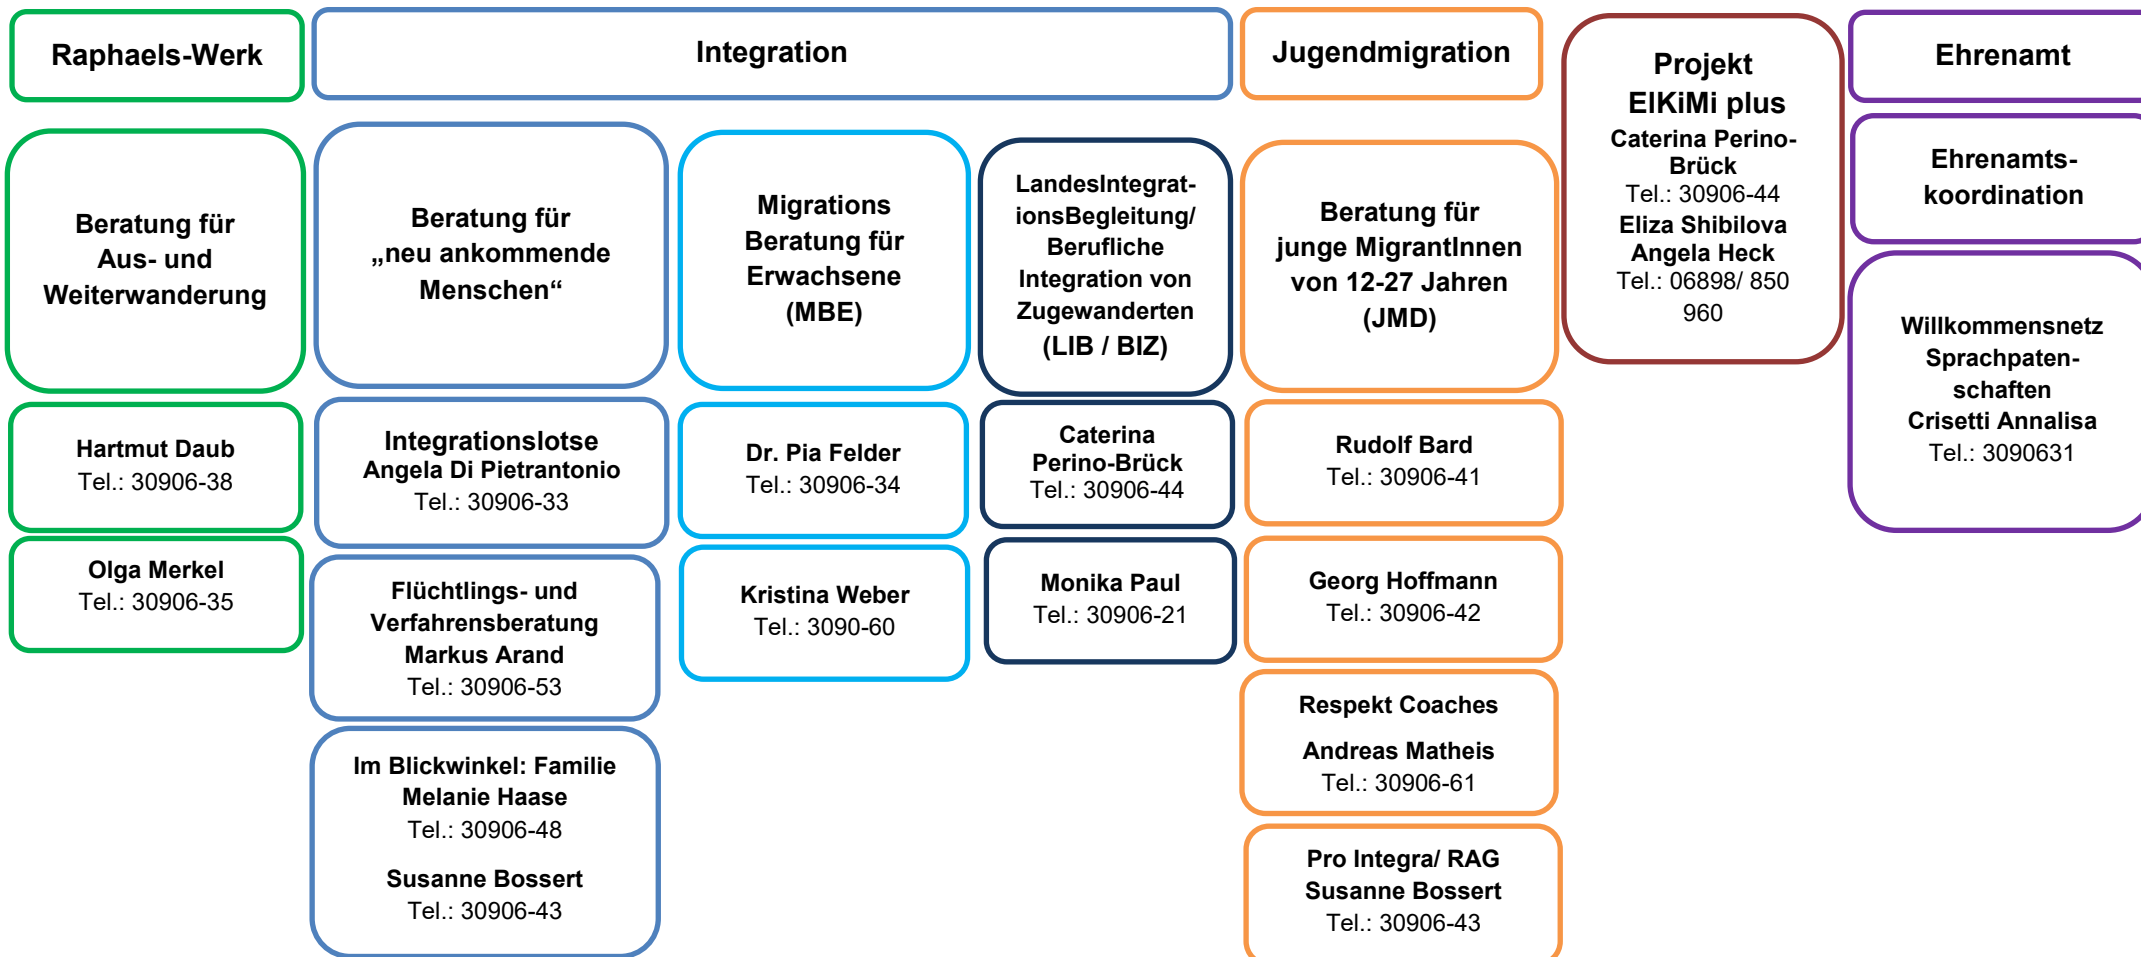 Raphaels-Werk
Beratung für
Aus- und
Weiterwanderung
Hartmut Daub
Tel.: 30906-38
Olga Merkel
Tel.: 30906-35
Integration
Beratung für
„neu ankommende
Menschen“
Integrationslotse
Angela Di Pietrantonio
Tel.: 30906-33
Flüchtlings- und
Verfahrensberatung
Markus Arand
Tel.: 30906-53
Im Blickwinkel: Familie
Melanie Haase
Tel.: 30906-48
Susanne Bossert
Tel.: 30906-43
Migrations
Beratung für
Erwachsene
(MBE)
Dr. Pia Felder
Tel.: 30906-34
Kristina Weber
Tel.: 3090-60
LandesIntegrat-
ionsBegleitung/
Berufliche
Integration von
Zugewanderten
(LIB / BIZ)
Caterina
Perino-Brück
Tel.: 30906-44
Monika Paul
Tel.: 30906-21
Jugendmigration
Beratung für
junge MigrantInnen
von 12-27 Jahren
(JMD)
Rudolf Bard
Tel.: 30906-41
Georg Hoffmann
Tel.: 30906-42
Respekt Coaches
Andreas Matheis
Tel.: 30906-61
Pro Integra/ RAG
Susanne Bossert
Tel.: 30906-43
Projekt
ElKiMi plus
Caterina Perino-
Brück
Tel.: 30906-44
Eliza Shibilova
Angela Heck
Tel.: 06898/ 850
960
Ehrenamt
Ehrenamts-
koordination
Willkommensnetz
Sprachpaten-
schaften
Crisetti Annalisa
Tel.: 3090631